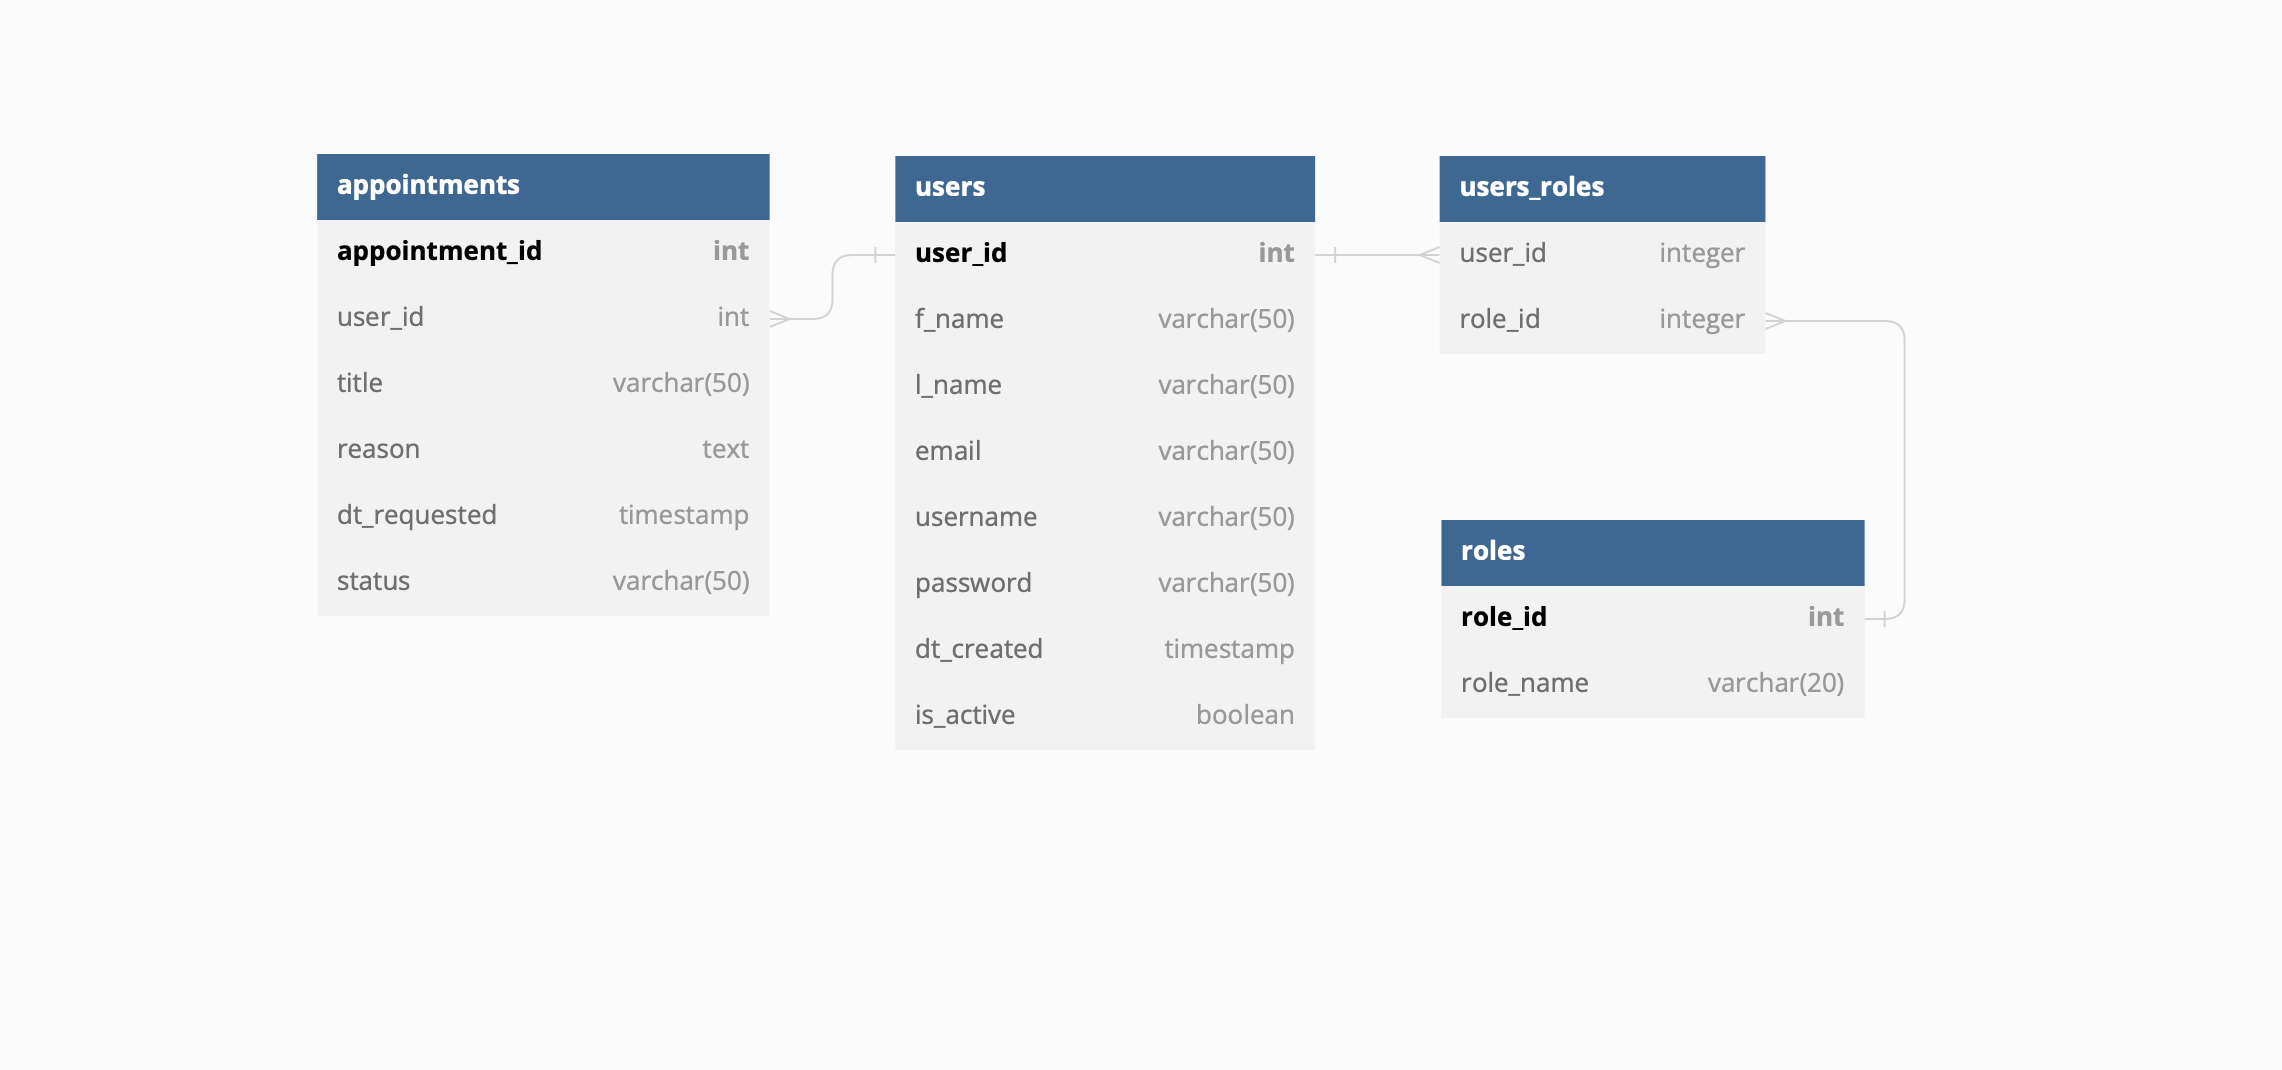 appointments
appointment_id int
user_id int
title varchar(50)
reason text
dt_requested timestamp
status varchar(50)
users
user_id int
f_name varchar(50)
l_name varchar(50)
email varchar(50)
username varchar(50)
password varchar(50)
dt_created timestamp
is_active boolean
users_roles
user_id integer
role_id integer
roles
role_id int
role_name varchar(20)